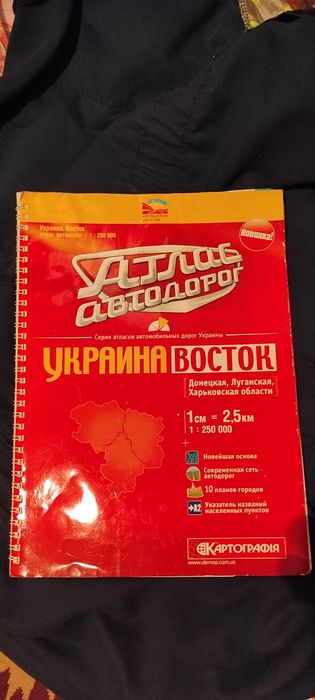 Украина. Восток
атлас автодорог | 1 : 250 000
Новинка!
Атлас
автодорог
Серия атласов автомобильных дорог Украины
УКРАИНА ВОСТОК
Донецкая, Луганская,
Харьковская области
1см = 2,5км
1 : 250 000
Новейшая основа
Современная сеть
автодорог
10 планов городов
А2
Указатель названий
населенных пунктов
КАРТОГРАФІЯ
www.ukrmap.com.ua